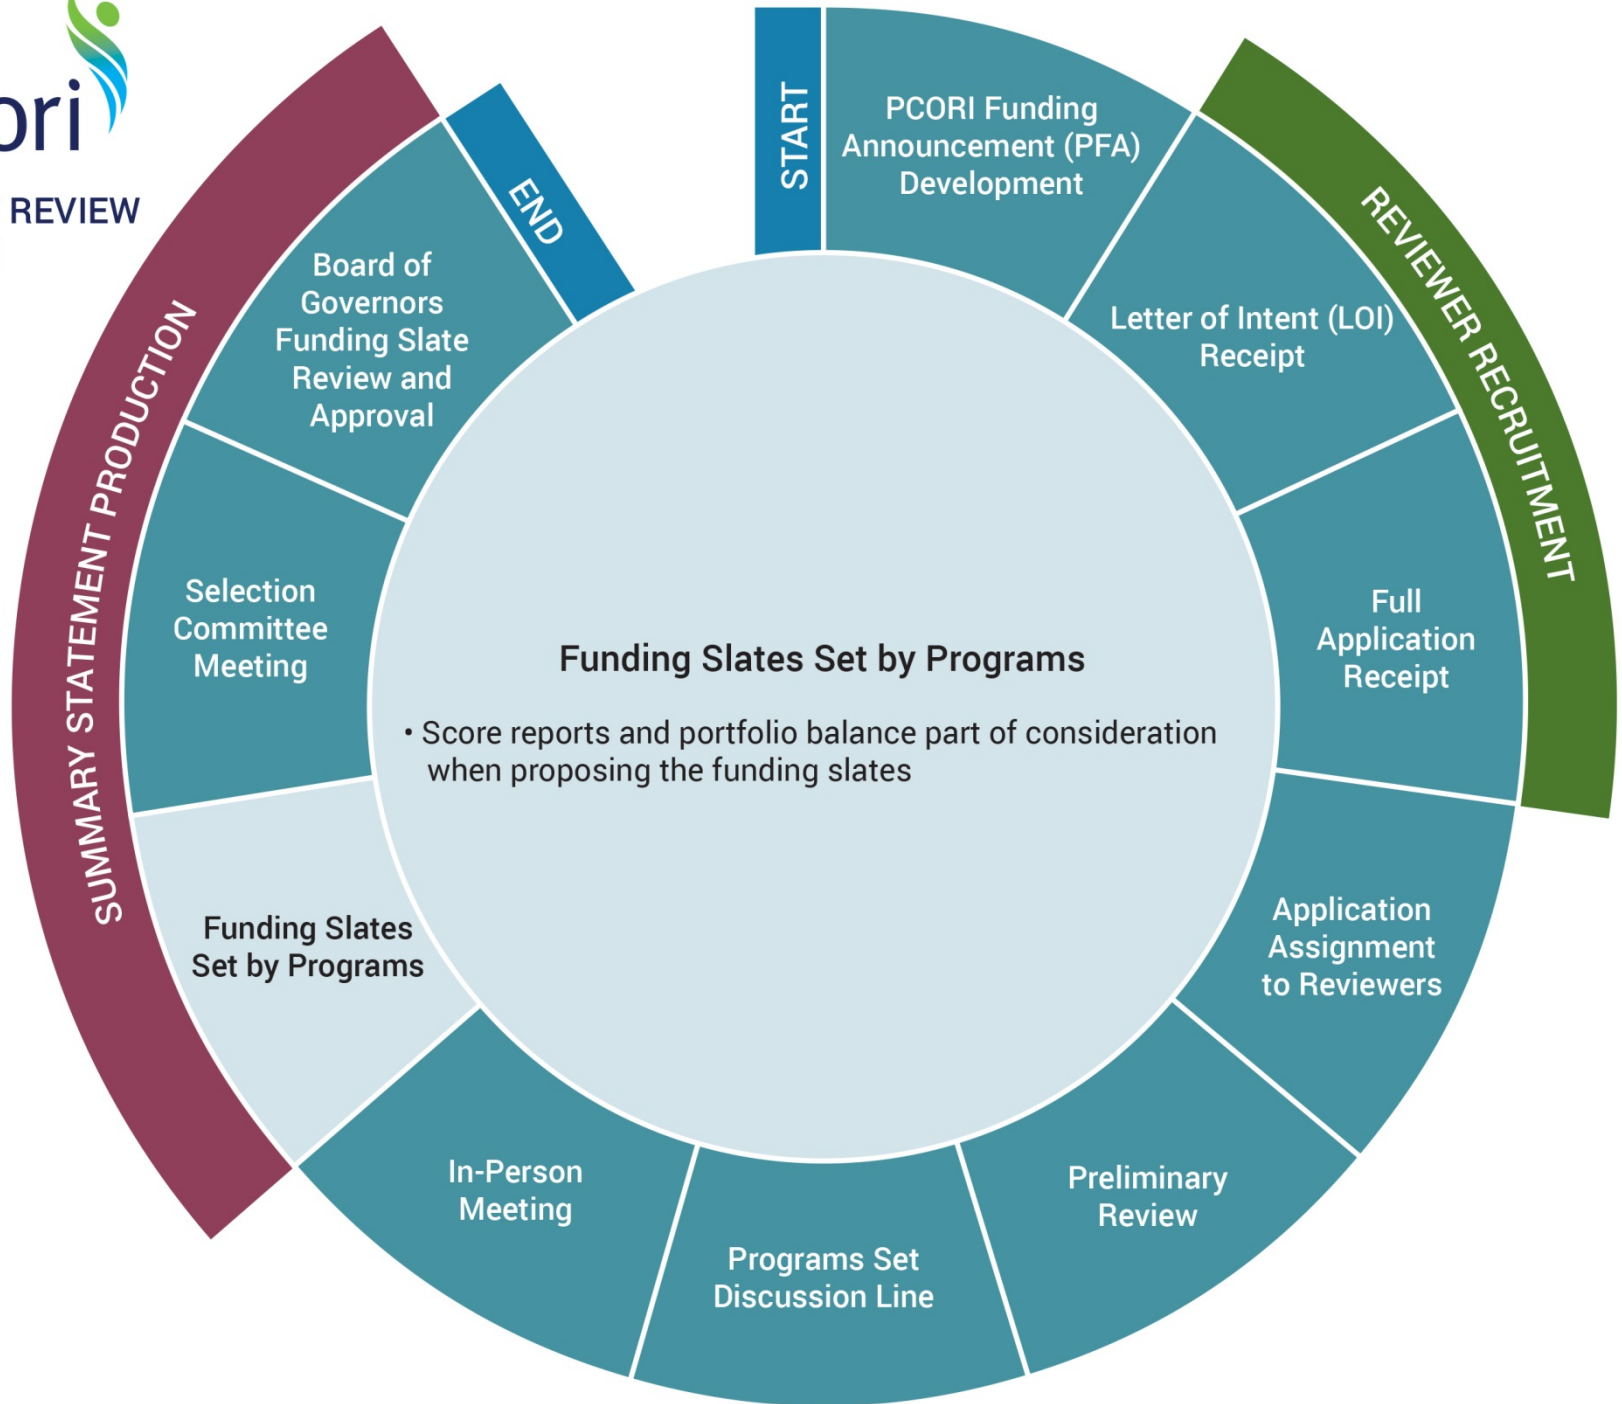 REVIEW
START
PCORI Funding
Announcement (PFA)
Development
REVIEWER RECRUITMENT
Letter of Intent (LOI)
Receipt
Full
Application
Receipt
Application
Assignment
to Reviewers
Preliminary
Review
Programs Set
Discussion Line
In-Person
Meeting
SUMMARY STATEMENT PRODUCTION
Funding Slates
Set by Programs
Selection
Committee
Meeting
Board of
Governors
Funding Slate
Review and
Approval
END
Funding Slates Set by Programs
• Score reports and portfolio balance part of consideration
when proposing the funding slates